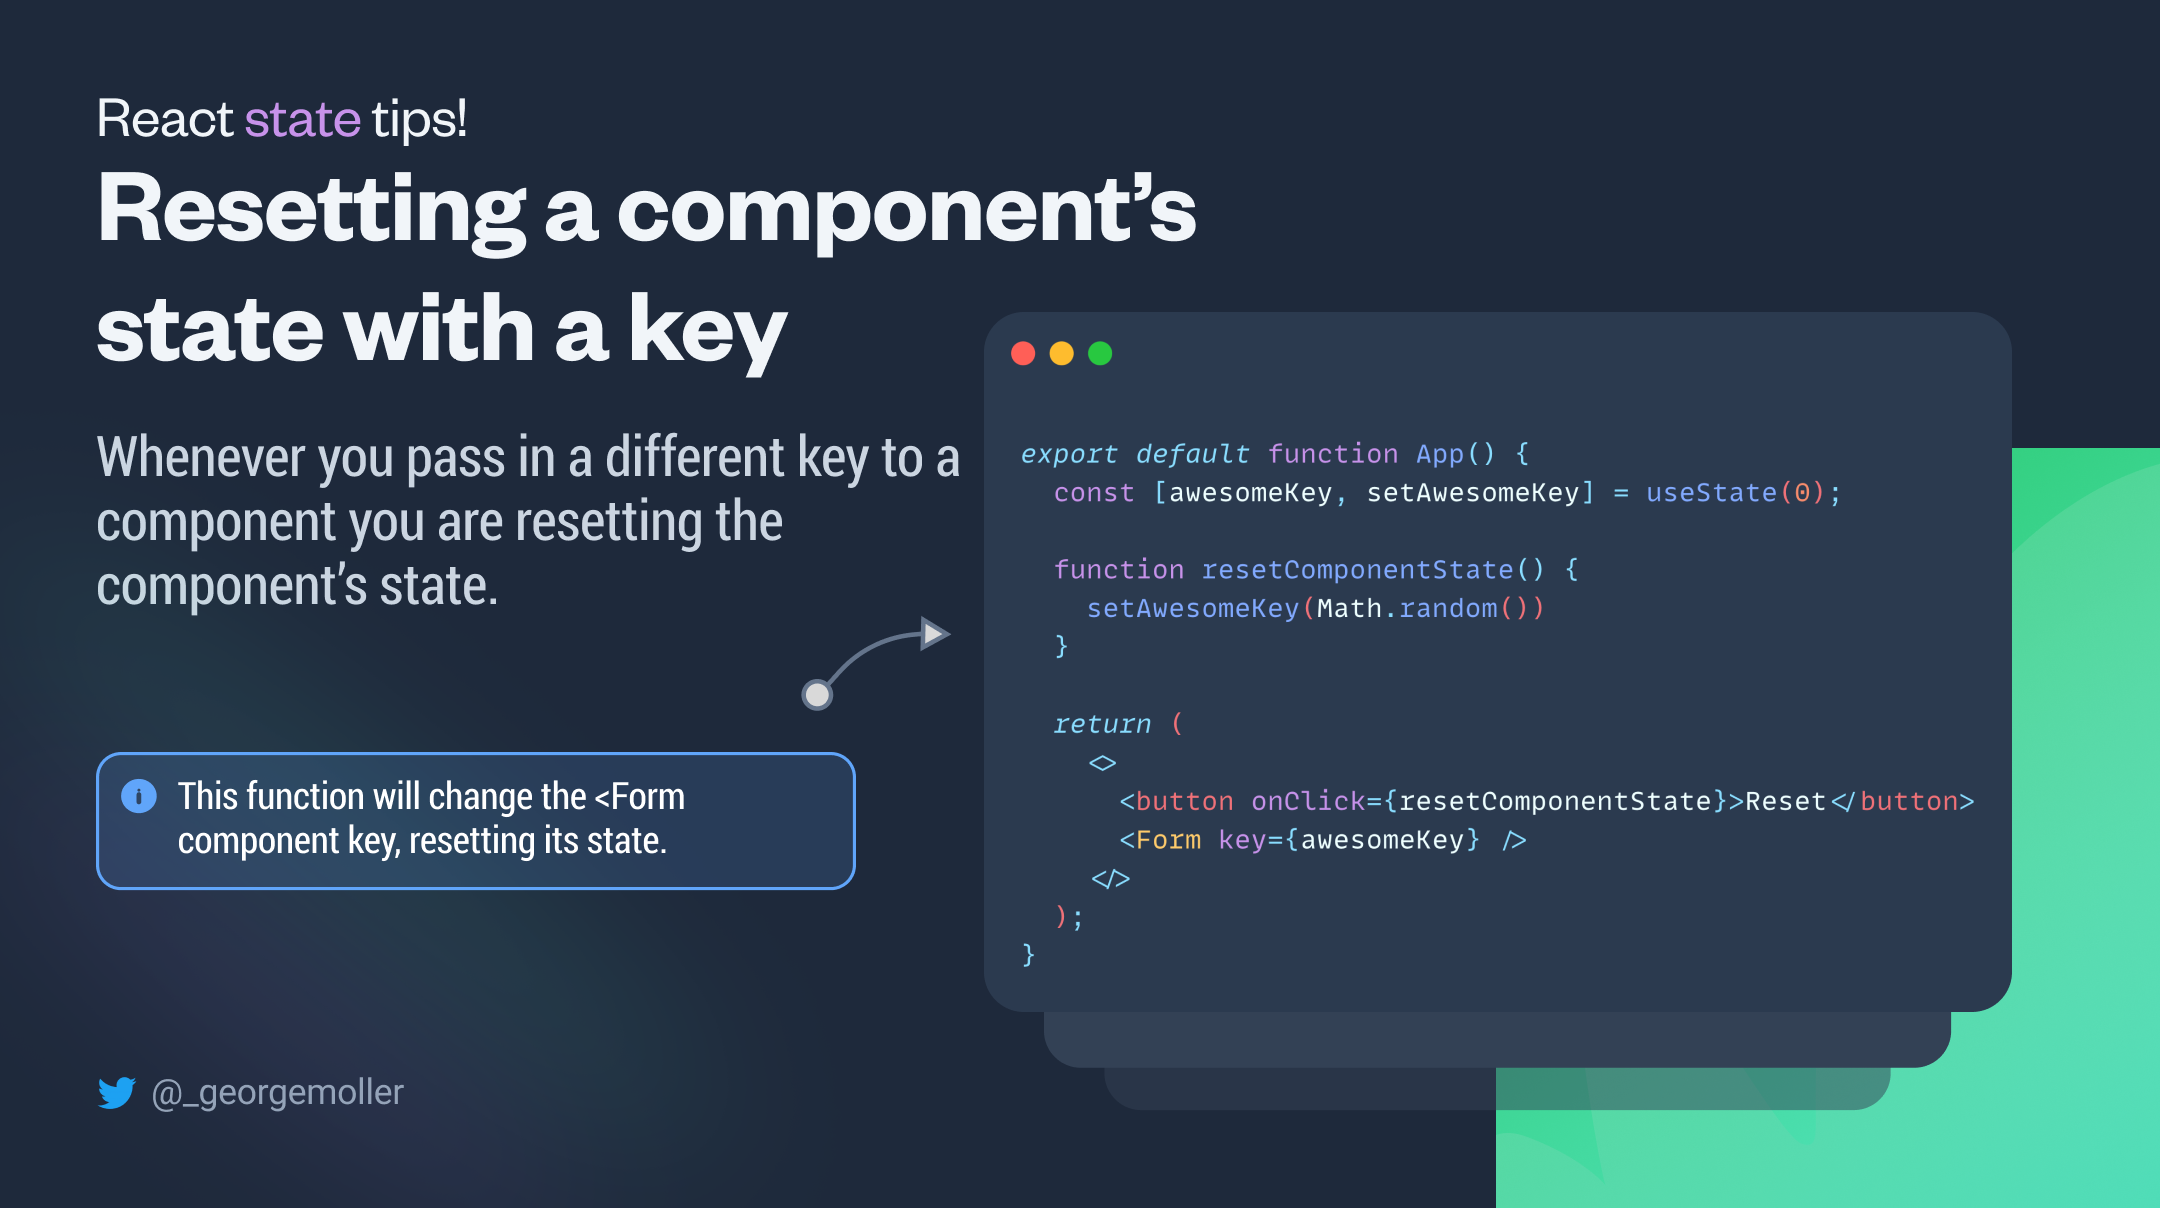 React state tips!
Resetting a component’s
state with a key
Whenever you pass in a different key to a
component you are resetting the
component’s state.
This function will change the <Form
component key, resetting its state.
export default function App() {
  const [awesomeKey, setAwesomeKey] = useState(0);

  function resetComponentState() {
    setAwesomeKey(Math.random())
  }

  return (
    <>
      <button onClick={resetComponentState}>Reset</button>
      <Form key={awesomeKey} />
    </>
  );
}
@_georgemoller